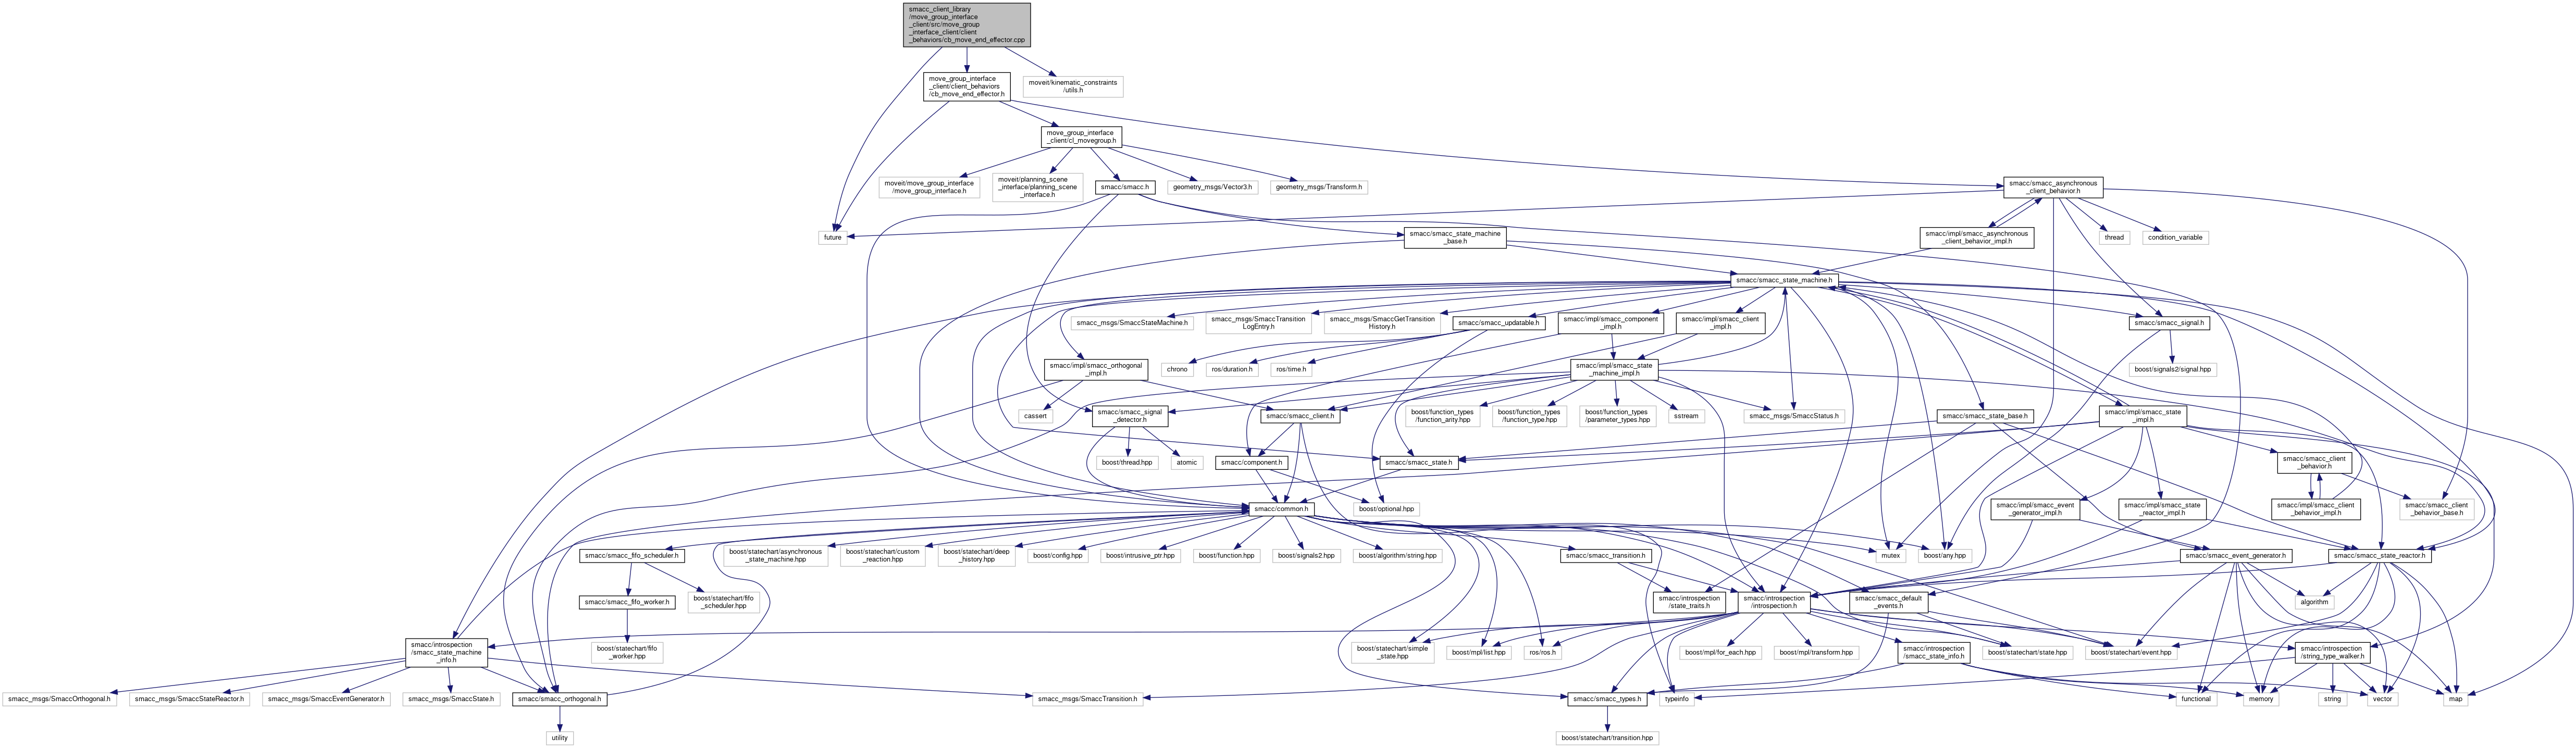 smacc_client_library
/move_group_interface
_client/src/move_group
_interface_client/client
_behaviors/cb_move_end_effector.cpp
move_group_interface
_client/client_behaviors
/cb_move_end_effector.h
moveit/kinematic_constraints
/utils.h
move_group_interface
_client/cl_movegroup.h
moveit/move_group_interface
/move_group_interface.h
moveit/planning_scene
_interface/planning_scene
_interface.h
smacc/smacc.h
geometry_msgs/Vector3.h
geometry_msgs/Transform.h
smacc/smacc_asynchronous
_client_behavior.h
future
smacc/smacc_state_machine
_base.h
smacc/impl/smacc_asynchronous
_client_behavior_impl.h
thread
condition_variable
smacc/smacc_state_machine.h
smacc_msgs/SmaccStateMachine.h
smacc_msgs/SmaccTransition
LogEntry.h
smacc_msgs/SmaccGetTransition
History.h
smacc/smacc_updatable.h
smacc/impl/smacc_component
_impl.h
smacc/impl/smacc_client
_impl.h
smacc/smacc_signal.h
smacc/impl/smacc_orthogonal
_impl.h
chrono
ros/duration.h
ros/time.h
smacc/impl/smacc_state
_machine_impl.h
boost/signals2/signal.hpp
cassert
smacc/smacc_signal
_detector.h
smacc/smacc_client.h
boost/function_types
/function_arity.hpp
boost/function_types
/function_type.hpp
boost/function_types
/parameter_types.hpp
sstream
smacc_msgs/SmaccStatus.h
smacc/smacc_state_base.h
smacc/impl/smacc_state
_impl.h
boost/thread.hpp
atomic
smacc/component.h
smacc/smacc_state.h
smacc/smacc_client
_behavior.h
smacc/common.h
boost/optional.hpp
smacc/impl/smacc_event
_generator_impl.h
smacc/impl/smacc_state
_reactor_impl.h
smacc/impl/smacc_client
_behavior_impl.h
smacc/smacc_client
_behavior_base.h
smacc/smacc_fifo_scheduler.h
boost/statechart/asynchronous
_state_machine.hpp
boost/statechart/custom
_reaction.hpp
boost/statechart/deep
_history.hpp
boost/config.hpp
boost/intrusive_ptr.hpp
boost/function.hpp
boost/signals2.hpp
boost/algorithm/string.hpp
smacc/smacc_transition.h
mutex
boost/any.hpp
smacc/smacc_event_generator.h
smacc/smacc_state_reactor.h
smacc/smacc_fifo_worker.h
boost/statechart/fifo
_scheduler.hpp
smacc/introspection
/state_traits.h
smacc/introspection
/introspection.h
smacc/smacc_default
_events.h
algorithm
smacc/introspection
/smacc_state_machine
_info.h
boost/statechart/fifo
_worker.hpp
boost/statechart/simple
_state.hpp
boost/mpl/list.hpp
ros/ros.h
boost/mpl/for_each.hpp
boost/mpl/transform.hpp
smacc/introspection
/smacc_state_info.h
boost/statechart/state.hpp
boost/statechart/event.hpp
smacc/introspection
/string_type_walker.h
smacc_msgs/SmaccOrthogonal.h
smacc_msgs/SmaccStateReactor.h
smacc_msgs/SmaccEventGenerator.h
smacc_msgs/SmaccState.h
smacc/smacc_orthogonal.h
smacc_msgs/SmaccTransition.h
smacc/smacc_types.h
typeinfo
functional
memory
string
vector
map
utility
boost/statechart/transition.hpp